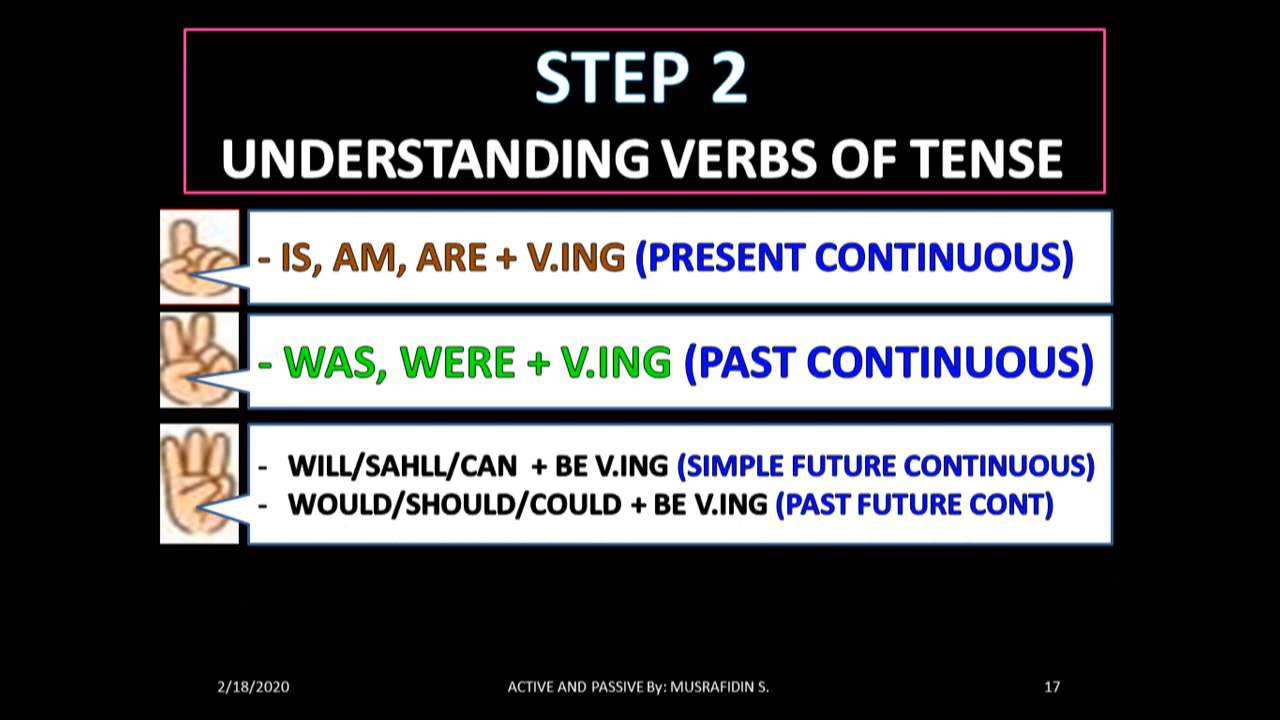 STEP 2
UNDERSTANDING VERBS OF TENSE
- IS, AM, ARE + V.ING (PRESENT CONTINUOUS)
- WAS, WERE + V.ING (PAST CONTINUOUS)
- WILL/SAHLL/CAN + BE V.ING (SIMPLE FUTURE CONTINUOUS)
- WOULD/SHOULD/COULD + BE V.ING (PAST FUTURE CONT)
2/18/2020 ACTIVE AND PASSIVE By: MUSRAFIDIN S. 17